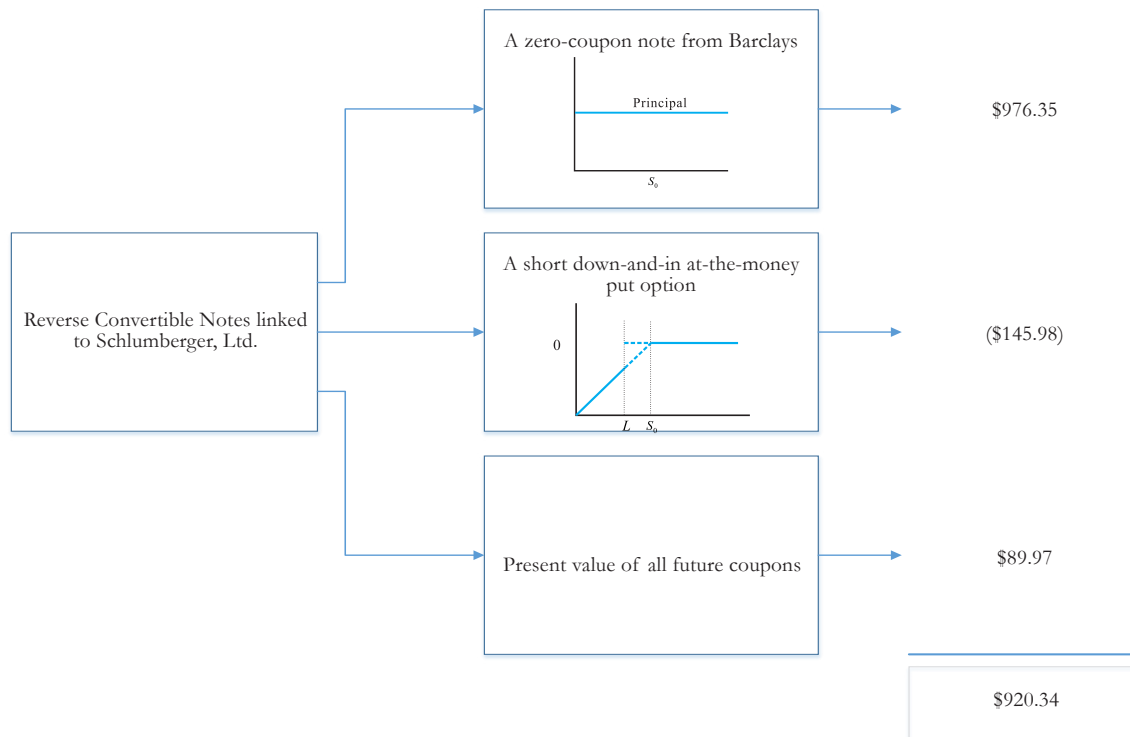 A zero-coupon note from Barclays
Principal
S₀
$976.35
Reverse Convertible Notes linked
to Schlumberger, Ltd.
A short down-and-in at-the-money
put option
0
L S₀
($145.98)
Present value of all future coupons
$89.97
$920.34